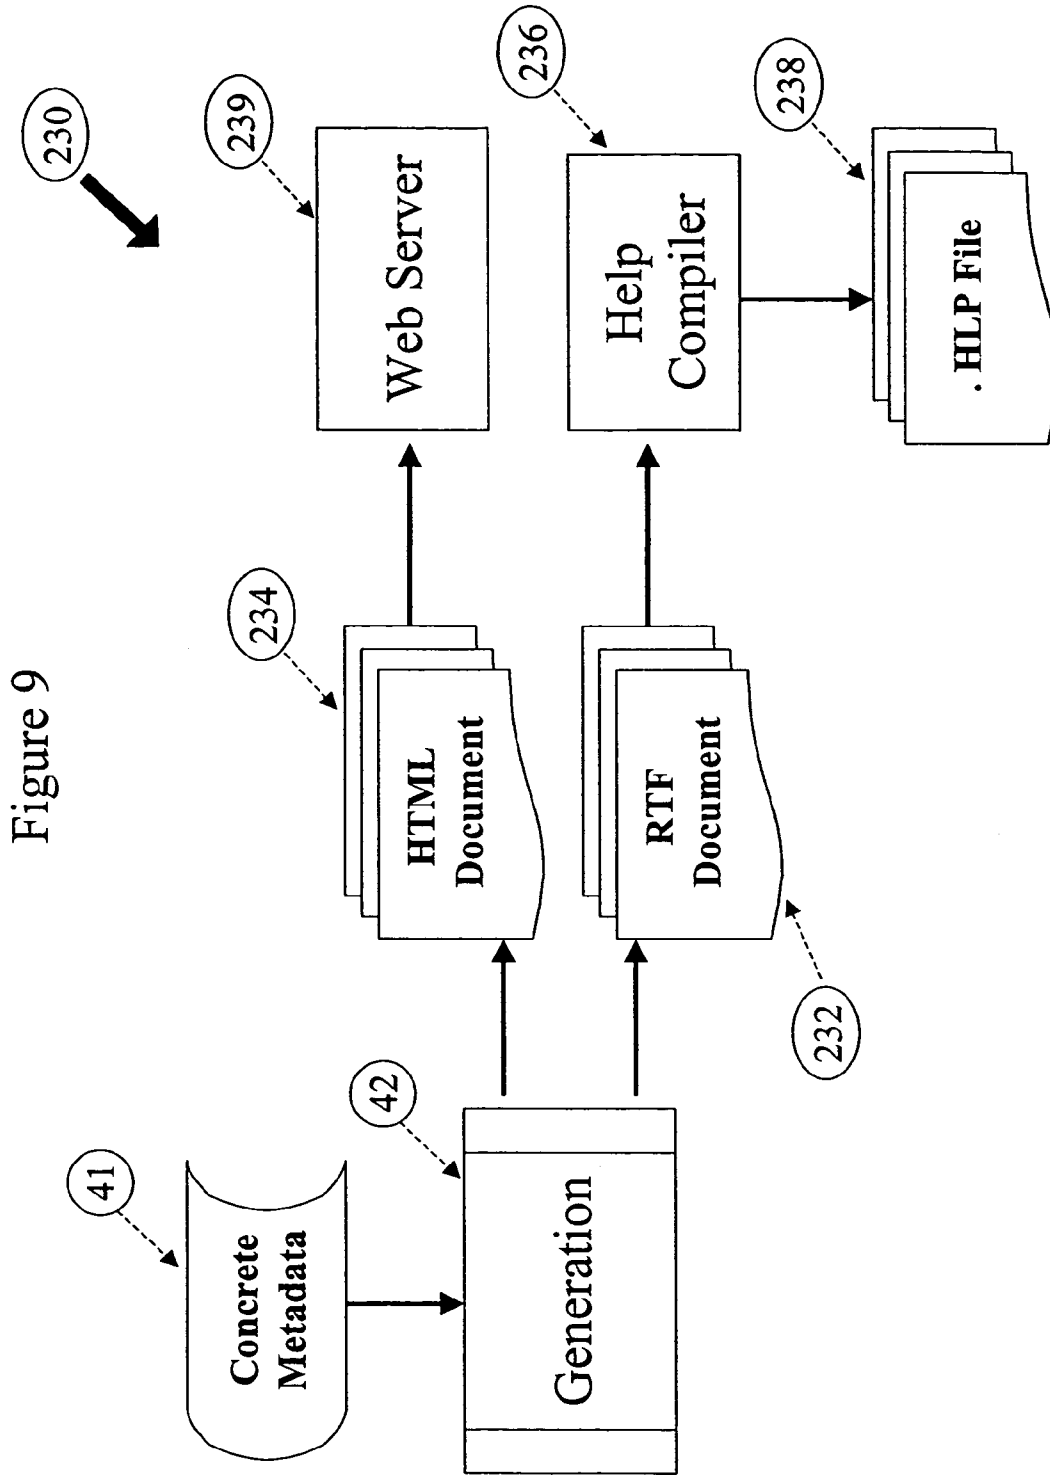 Figure 9
230
41
Concrete
Metadata
42
Generation
234
HTML
Document
232
RTF
Document
239
Web Server
236
Help
Compiler
238
. HLP File